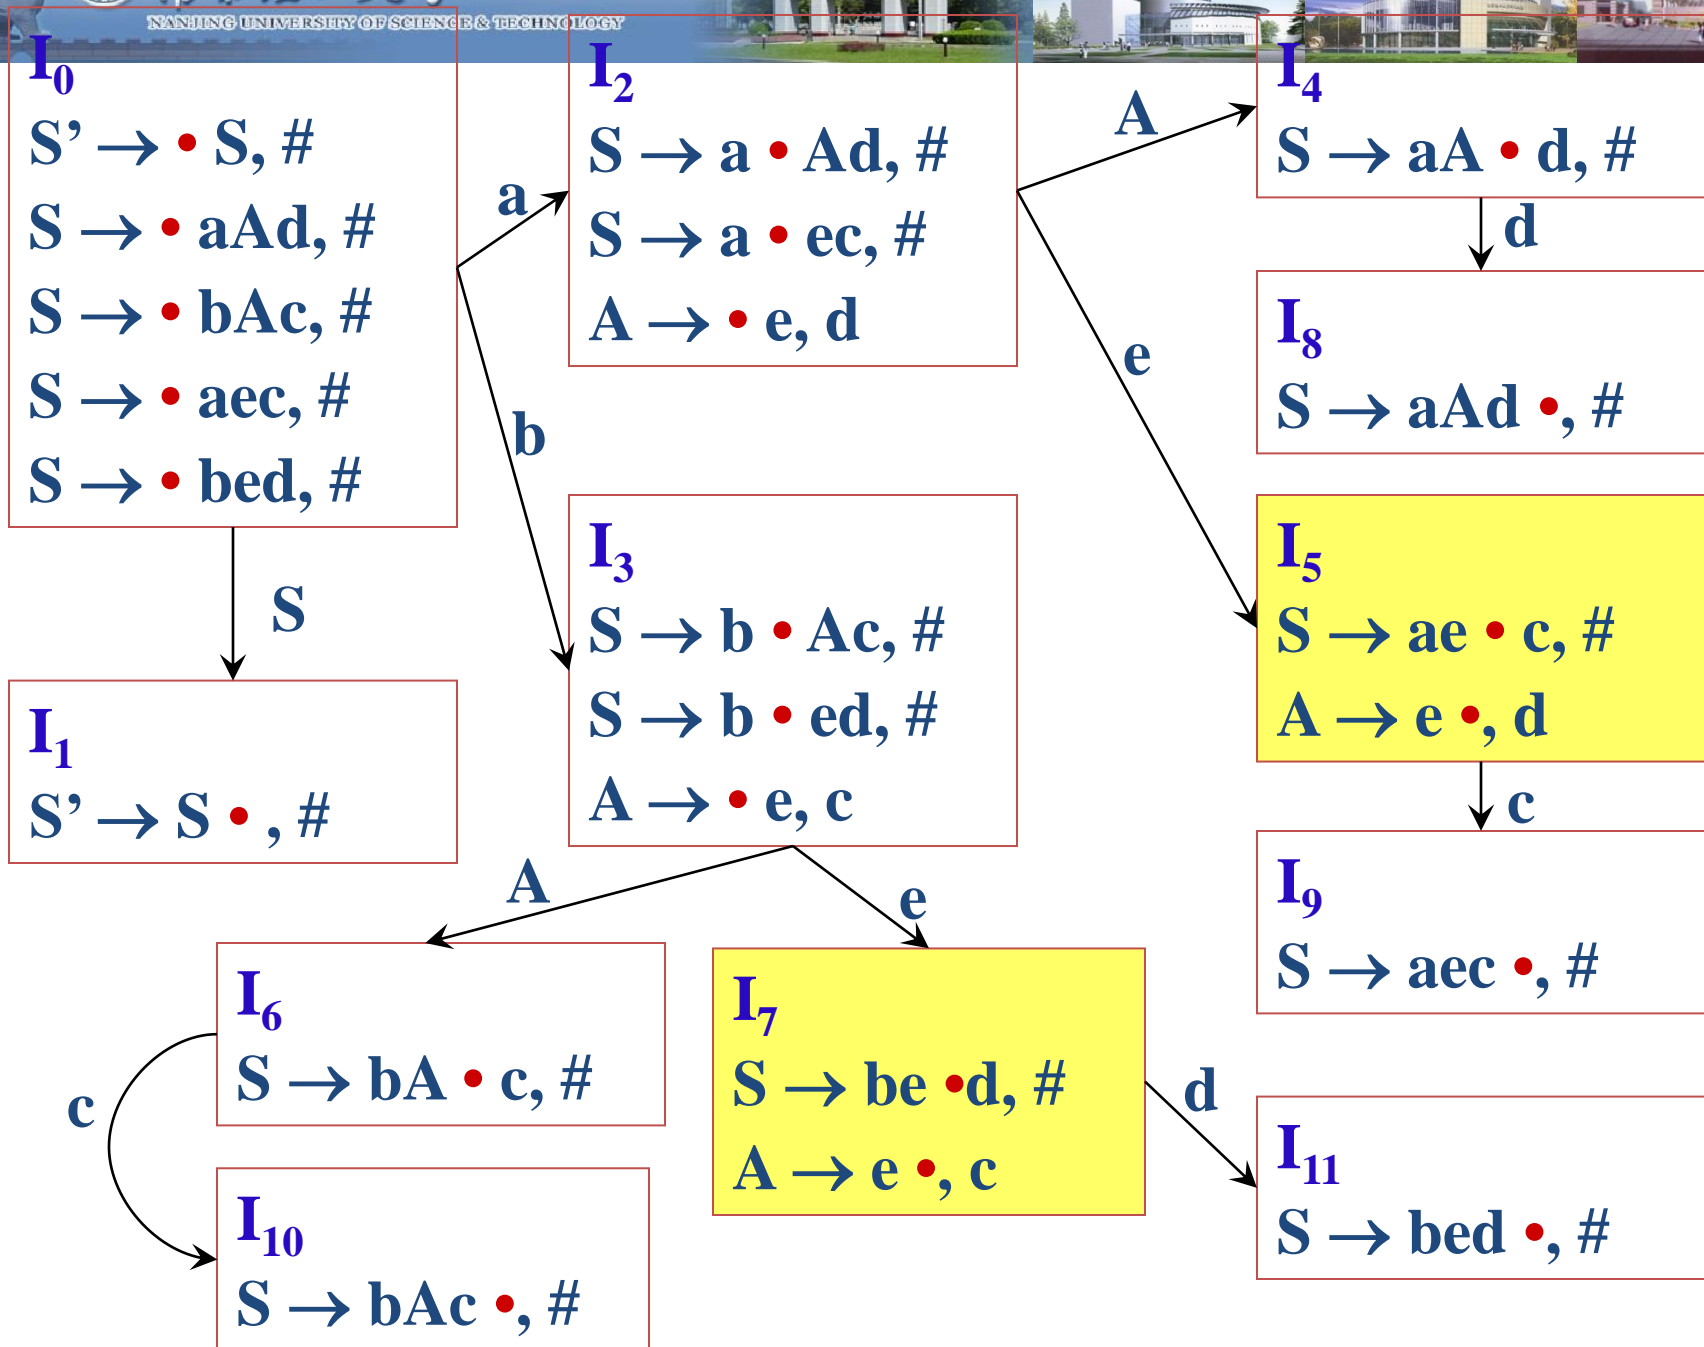 NANJING UNIVERSITY OF SCIENCE & TECHNOLOGY
I₀
S’ → • S, #
S → • aAd, #
S → • bAc, #
S → • aec, #
S → • bed, #
a
b
S
I₁
S’ → S • , #
I₂
S → a • Ad, #
S → a • ec, #
A → • e, d
A
e
I₃
S → b • Ac, #
S → b • ed, #
A → • e, c
A
e
I₄
S → aA • d, #
d
I₈
S → aAd •, #
I₅
S → ae • c, #
A → e •, d
c
I₉
S → aec •, #
I₆
S → bA • c, #
c
I₇
S → be •d, #
A → e •, c
d
I₁₁
S → bed •, #
I₁₀
S → bAc •, #